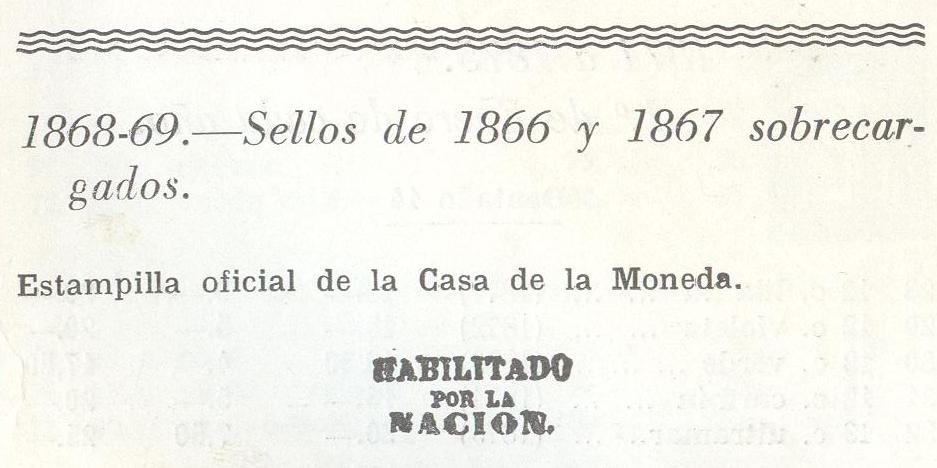 1868-69.—Sellos de 1866 y 1867 sobrecar-
gados.
Estampilla oficial de la Casa de la Moneda.
HABILITADO
POR LA
NACION.